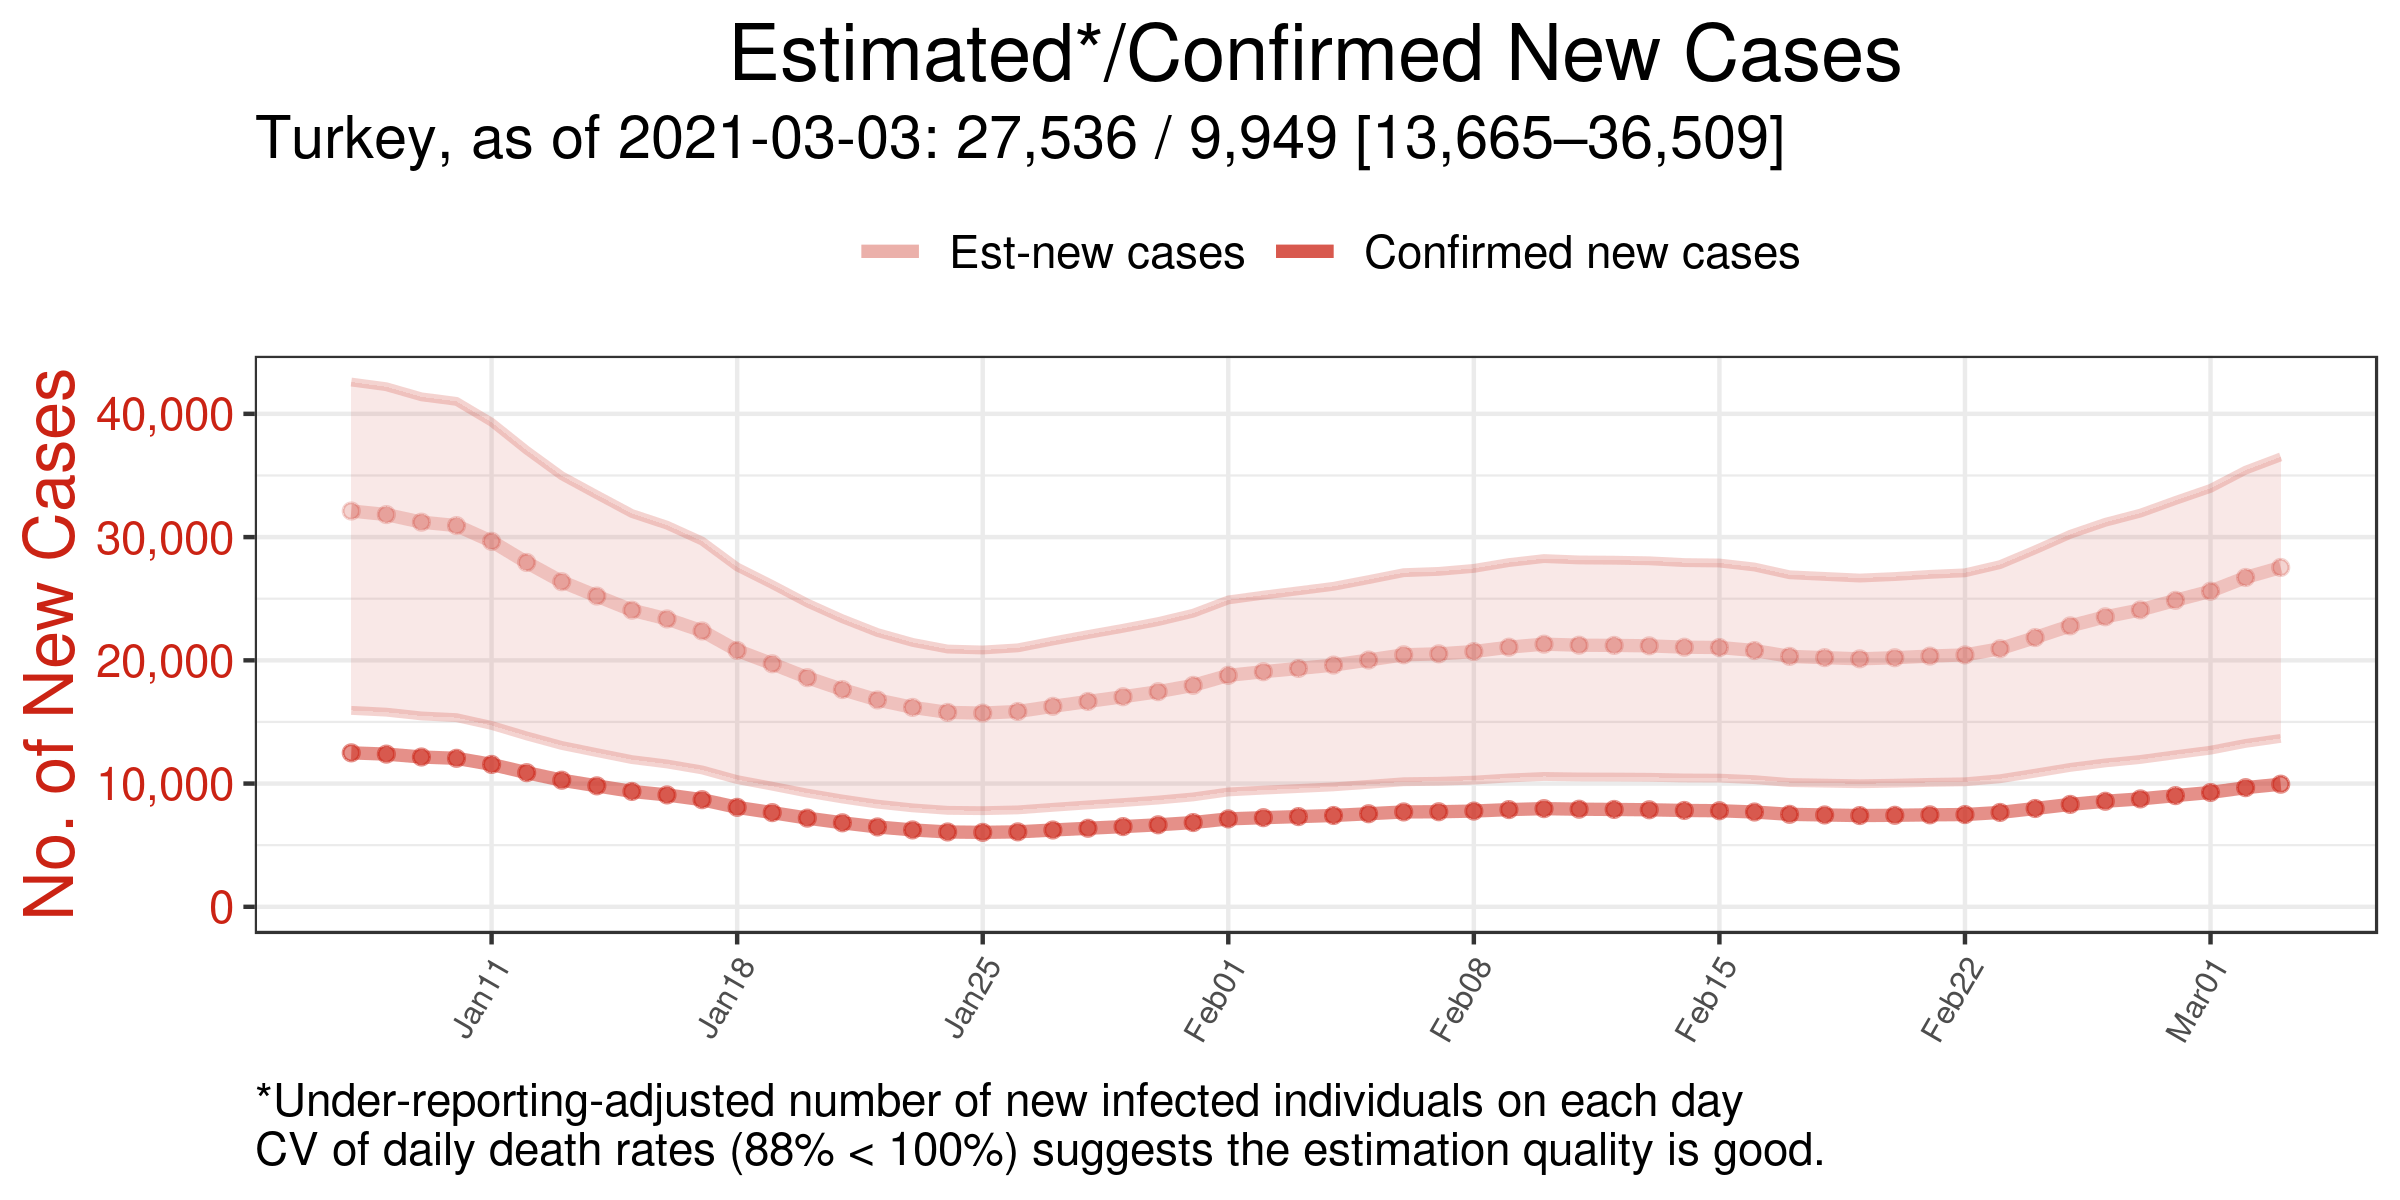 Estimated*/Confirmed New Cases
Turkey, as of 2021-03-03: 27,536 / 9,949 [13,665–36,509]
Est-new cases Confirmed new cases
No. of New Cases
40,000
30,000
20,000
10,000
0
Jan11 Jan18 Jan25 Feb01 Feb08 Feb15 Feb22 Mar01
*Under-reporting-adjusted number of new infected individuals on each day
CV of daily death rates (88% < 100%) suggests the estimation quality is good.